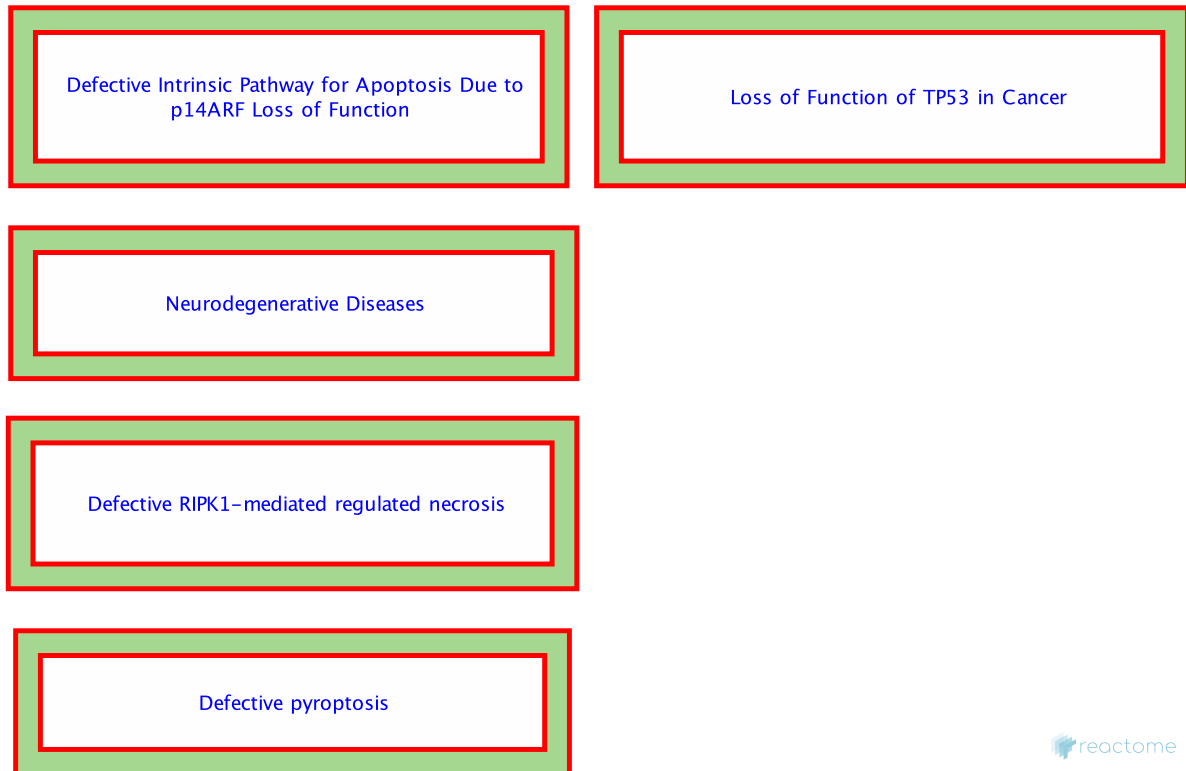 Defective Intrinsic Pathway for Apoptosis Due to
p14ARF Loss of Function
Loss of Function of TP53 in Cancer
Neurodegenerative Diseases
Defective RIPK1-mediated regulated necrosis
Defective pyroptosis
reactome